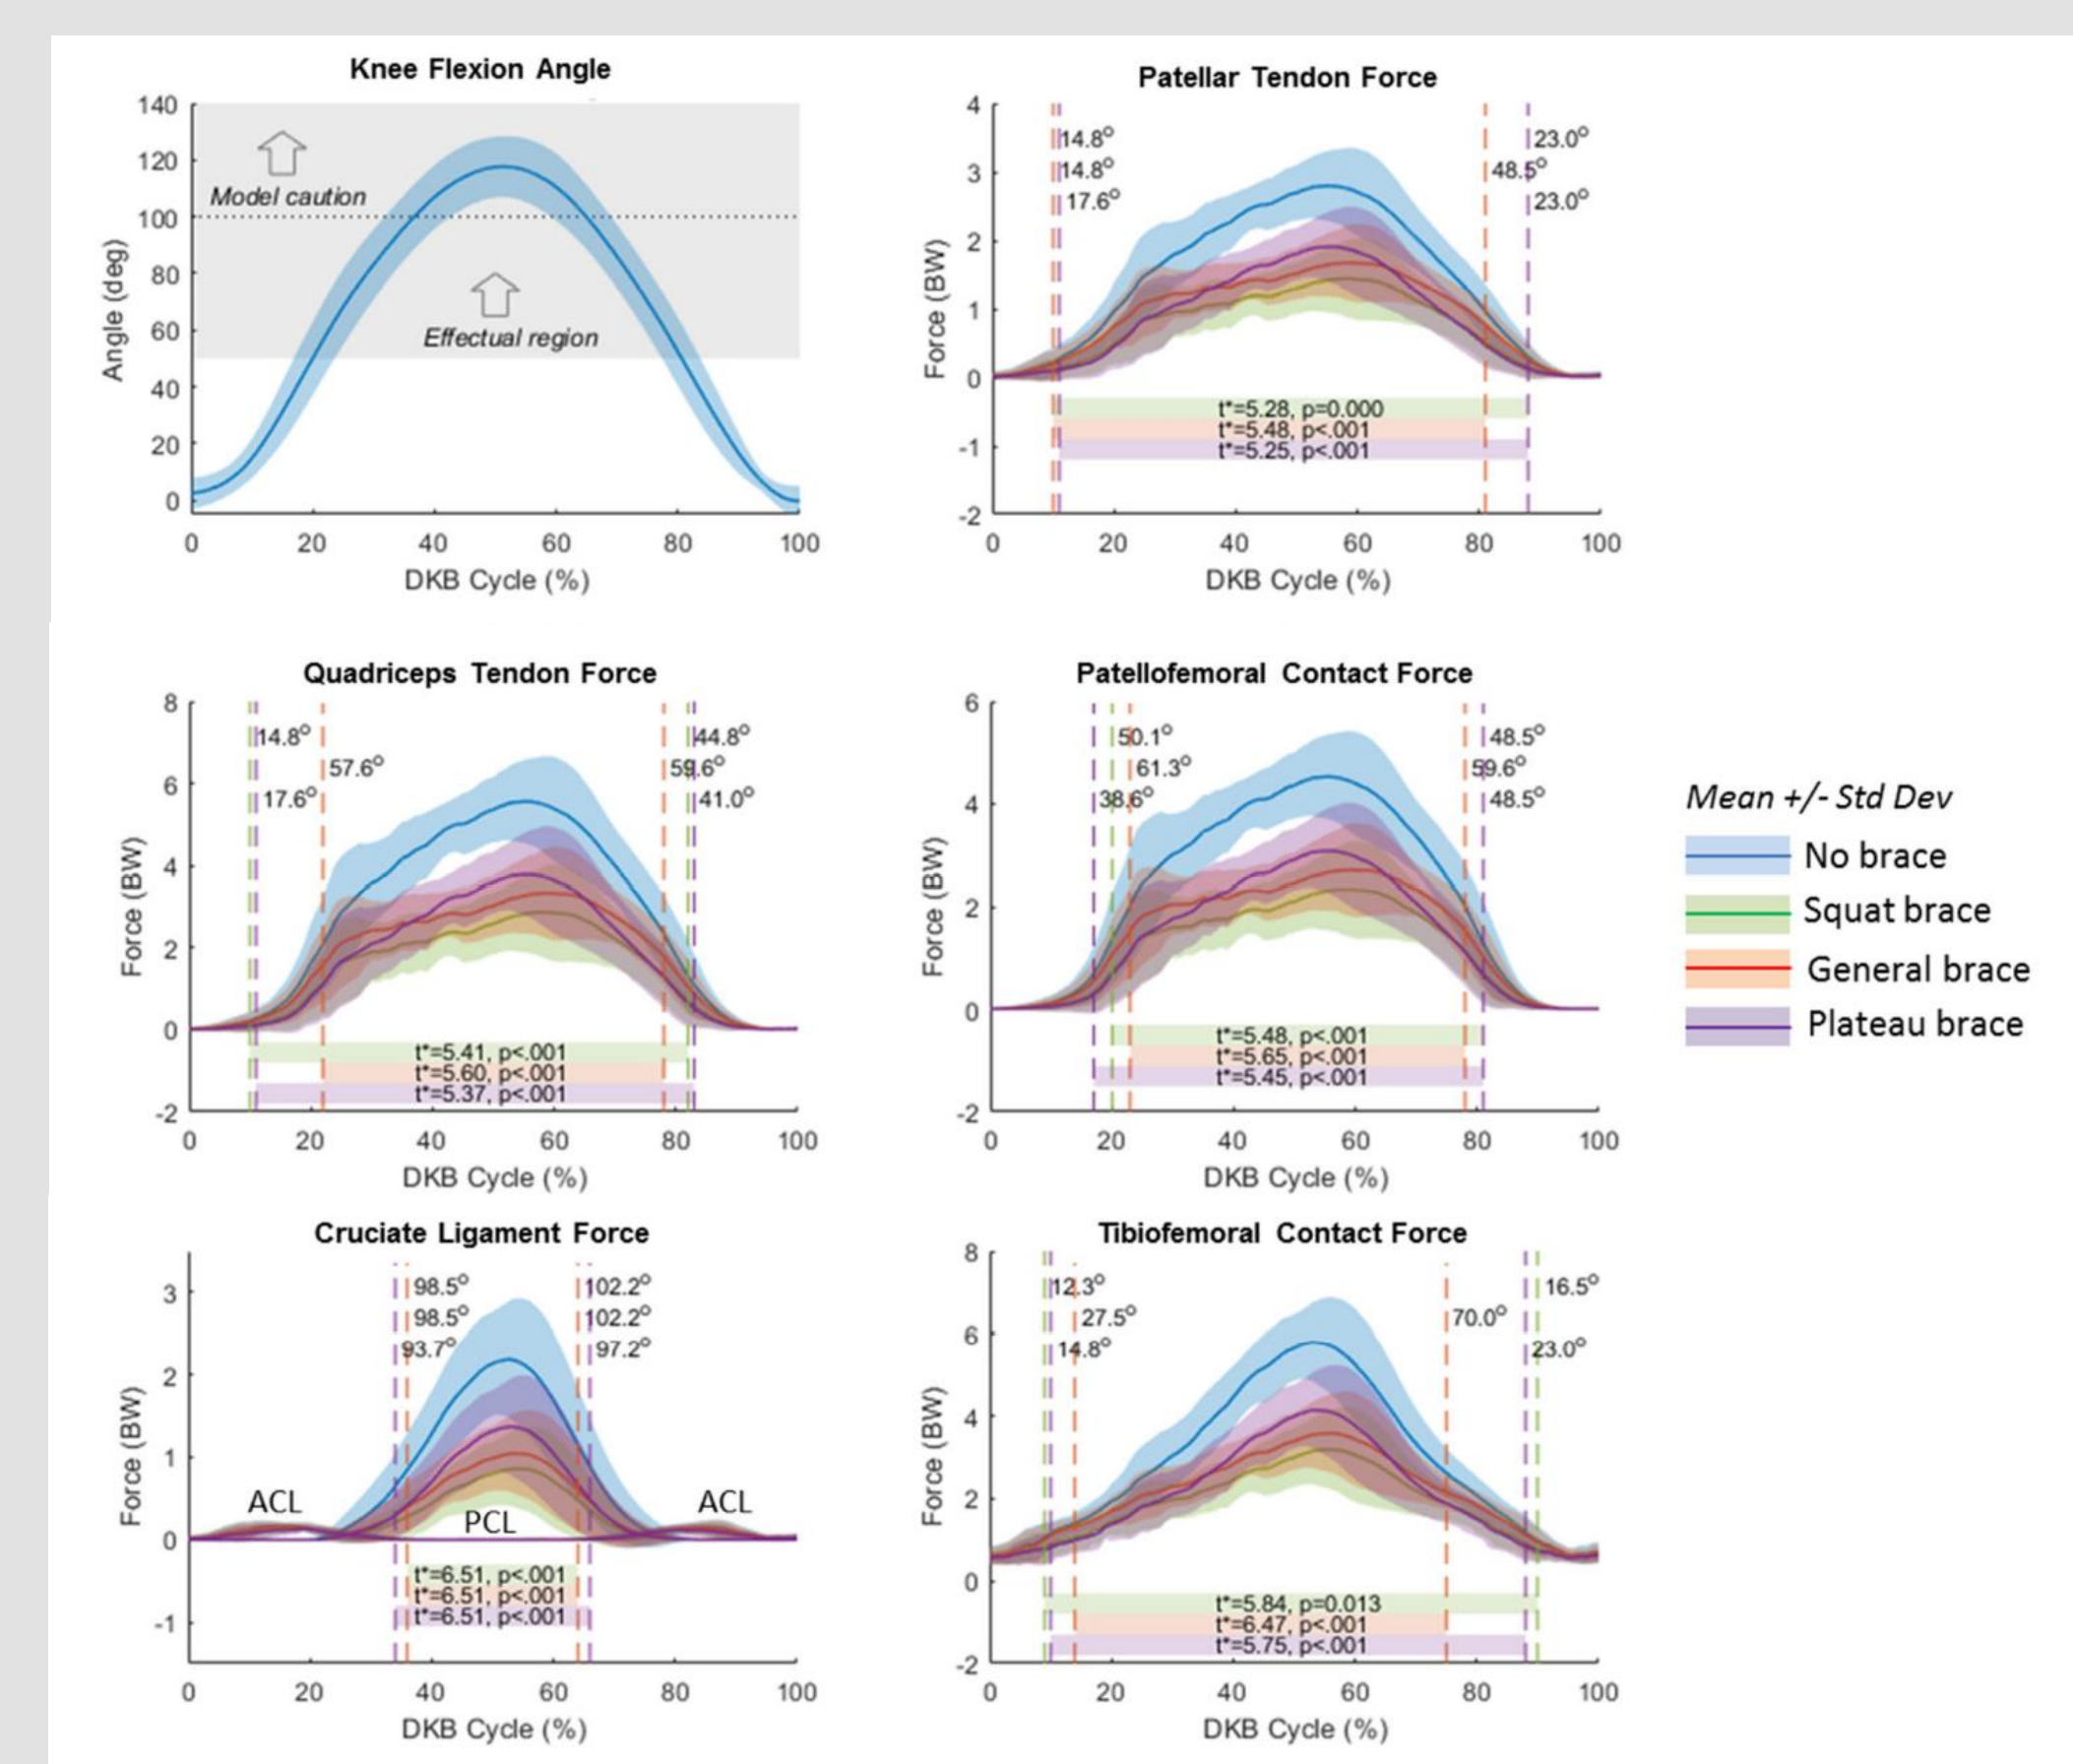 Knee Flexion Angle
140
120
100
80
60
40
20
0
Angle (deg)
Model caution
Effectual region
0 20 40 60 80 100
DKB Cycle (%)
Patellar Tendon Force
4
3
2
1
0
-1
-2
Force (BW)
14.8° 23.0°
14.8° 48.5°
17.6° 23.0°
t*=5.28, p=0.000
t*=5.48, p<.001
t*=5.25, p<.001
0 20 40 60 80 100
DKB Cycle (%)
Quadriceps Tendon Force
8
6
4
2
0
-2
Force (BW)
14.8° 44.8°
57.6° 59.6°
17.6° 41.0°
t*=5.41, p<.001
t*=5.60, p<.001
t*=5.37, p<.001
0 20 40 60 80 100
DKB Cycle (%)
Patellofemoral Contact Force
6
4
2
0
-2
Force (BW)
50.1° 48.5°
61.3° 59.6°
38.6° 48.5°
t*=5.48, p<.001
t*=5.65, p<.001
t*=5.45, p<.001
0 20 40 60 80 100
DKB Cycle (%)
Mean +/- Std Dev
No brace
Squat brace
General brace
Plateau brace
Cruciate Ligament Force
3
2
1
0
-1
Force (BW)
98.5° 102.2°
98.5° 102.2°
93.7° 97.2°
ACL
PCL
ACL
t*=6.51, p<.001
t*=6.51, p<.001
t*=6.51, p<.001
0 20 40 60 80 100
DKB Cycle (%)
Tibiofemoral Contact Force
8
6
4
2
0
-2
Force (BW)
12.3° 16.5°
27.5° 70.0°
14.8° 23.0°
t*=5.84, p=0.013
t*=6.47, p<.001
t*=5.75, p<.001
0 20 40 60 80 100
DKB Cycle (%)